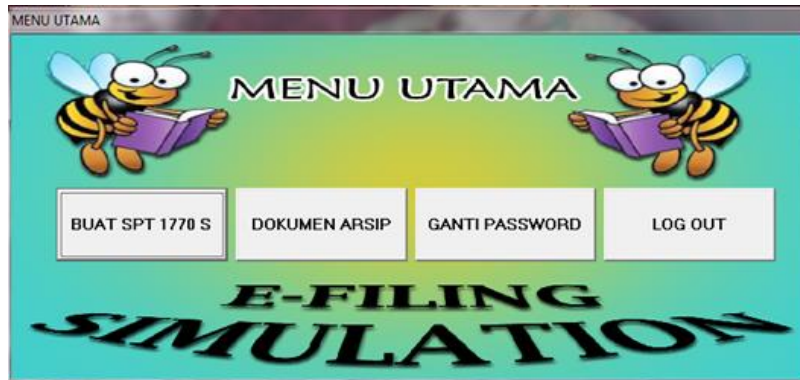 MENU UTAMA
MENU UTAMA
BUAT SPT 1770 S
DOKUMEN ARSIP
GANTI PASSWORD
LOG OUT
E-FILING
SIMULATION